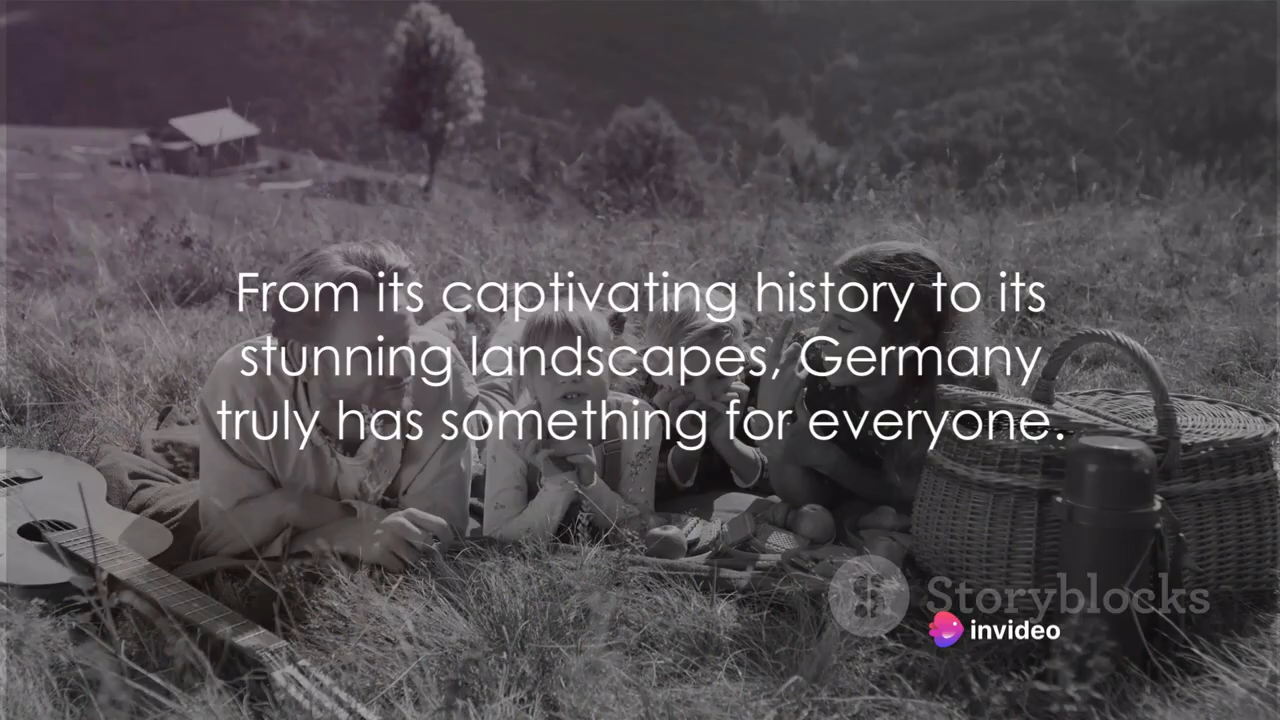 From its captivating history to its
stunning landscapes, Germany
truly has something for everyone.
Storyblocks
invideo